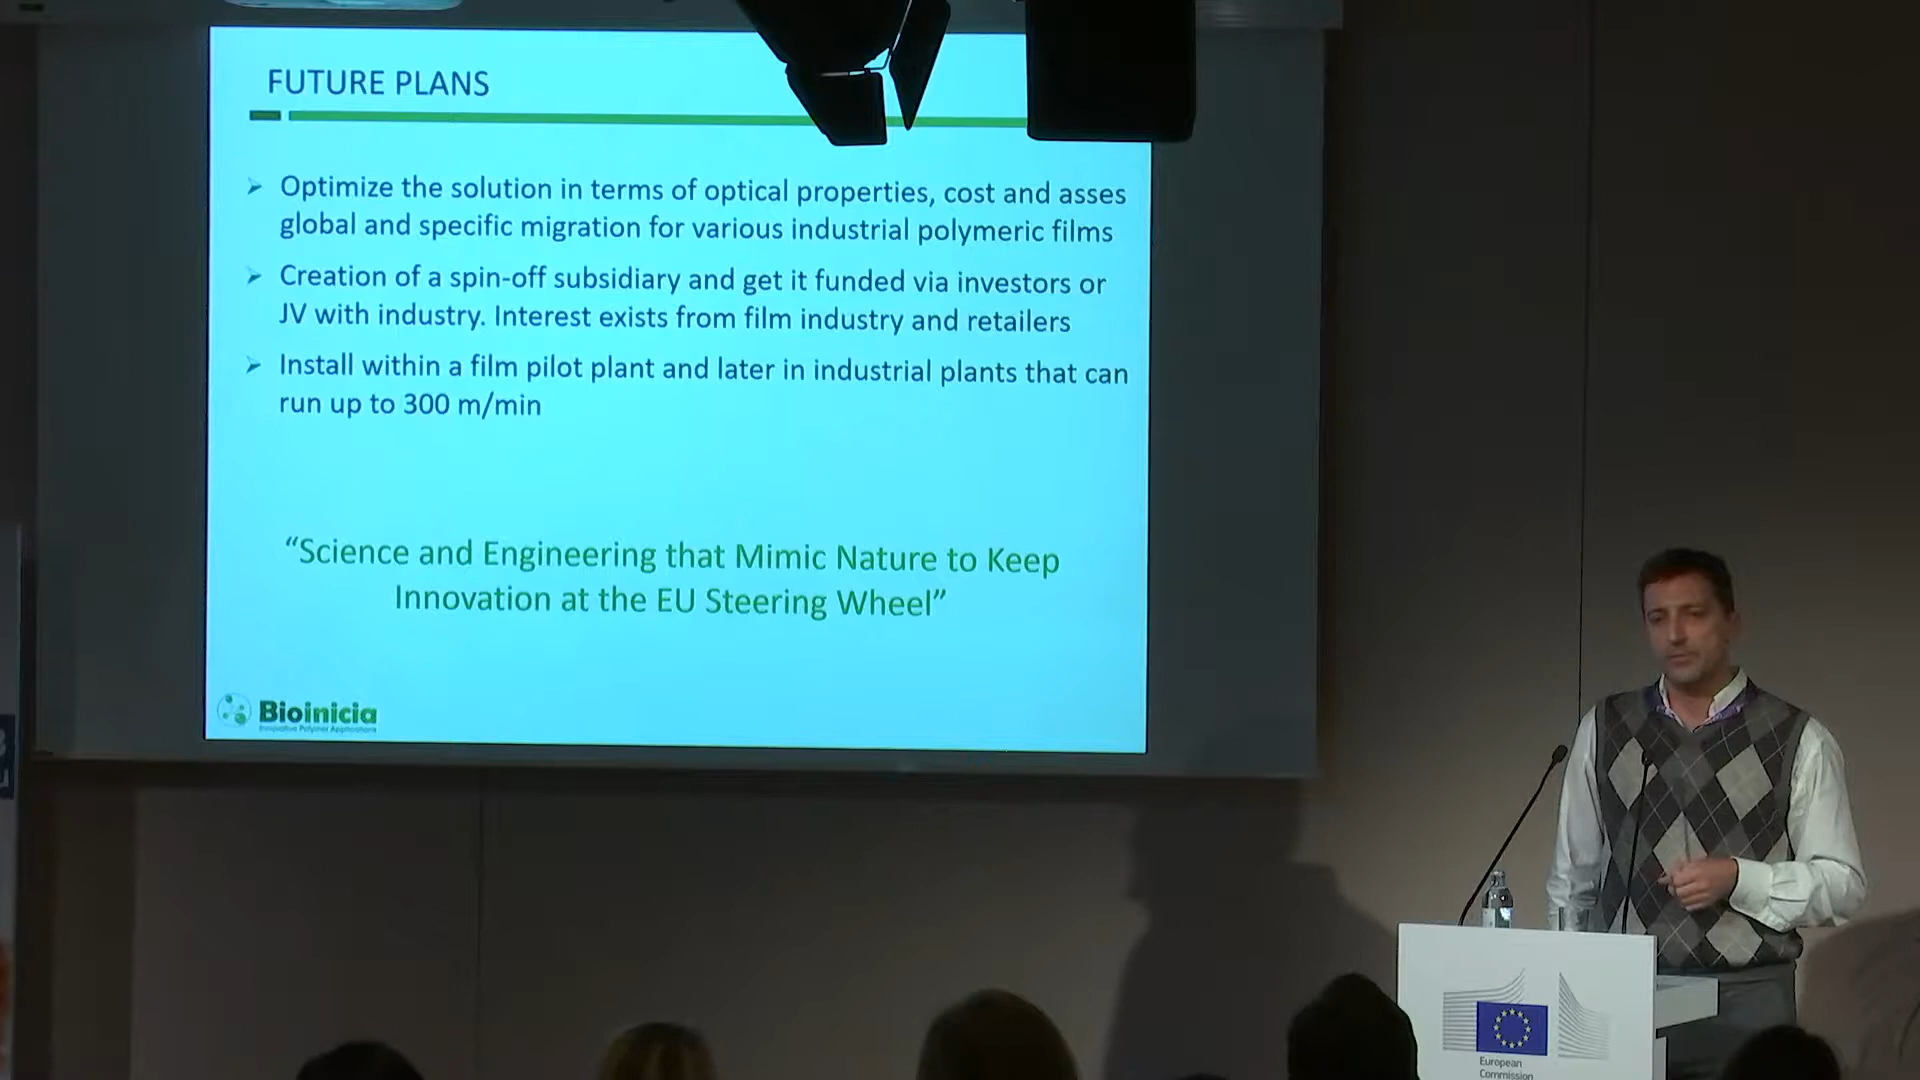 FUTURE PLANS
Optimize the solution in terms of optical properties, cost and asses
global and specific migration for various industrial polymeric films
Creation of a spin-off subsidiary and get it funded via investors or
JV with industry. Interest exists from film industry and retailers
Install within a film pilot plant and later in industrial plants that can
run up to 300 m/min
“Science and Engineering that Mimic Nature to Keep
Innovation at the EU Steering Wheel”
Bioinicia
Innovative Polymer Applications
European
Commission